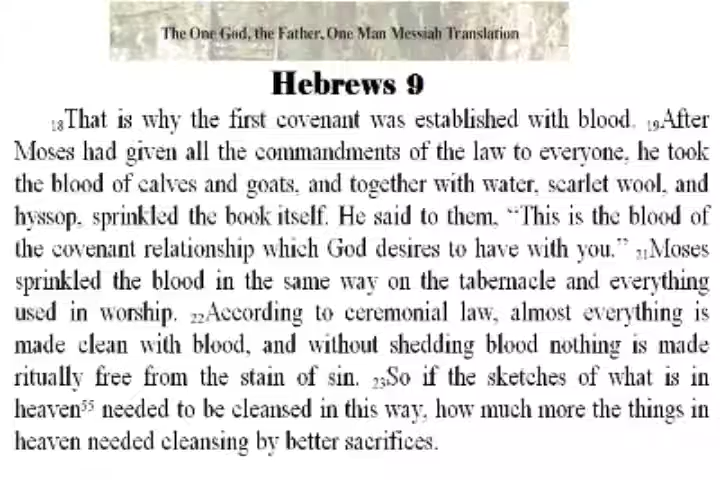 The One God, the Father, One Man Messiah Translation
Hebrews 9
18That is why the first covenant was established with blood. 19After
Moses had given all the commandments of the law to everyone, he took
the blood of calves and goats, and together with water, scarlet wool, and
hyssop, sprinkled the book itself. He said to them, “This is the blood of
the covenant relationship which God desires to have with you.” 21Moses
sprinkled the blood in the same way on the tabernacle and everything
used in worship. 22According to ceremonial law, almost everything is
made clean with blood, and without shedding blood nothing is made
ritually free from the stain of sin. 23So if the sketches of what is in
heaven55 needed to be cleansed in this way, how much more the things in
heaven needed cleansing by better sacrifices.